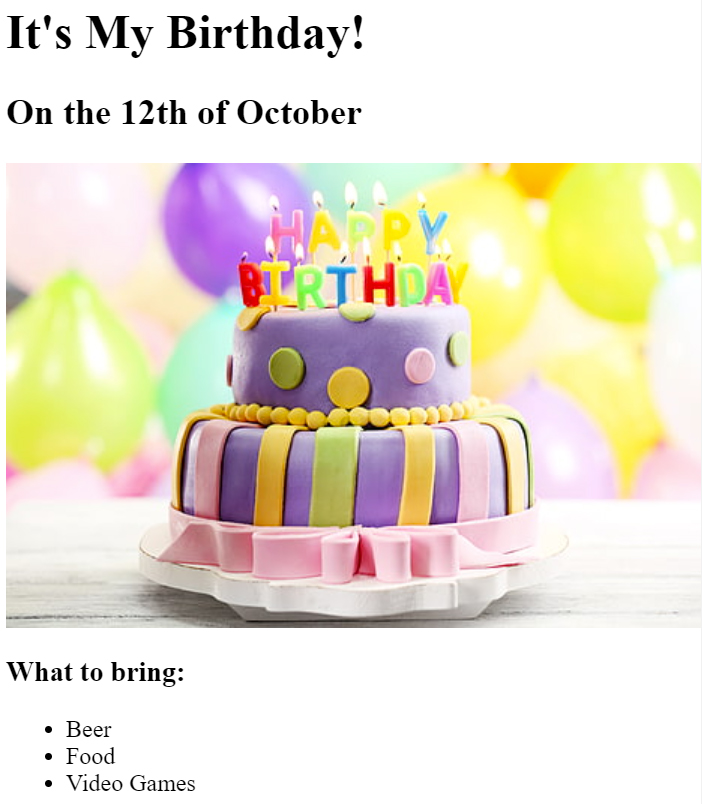 It's My Birthday!
On the 12th of October
HAPPY
BIRTHDAY
What to bring:
Beer
Food
Video Games